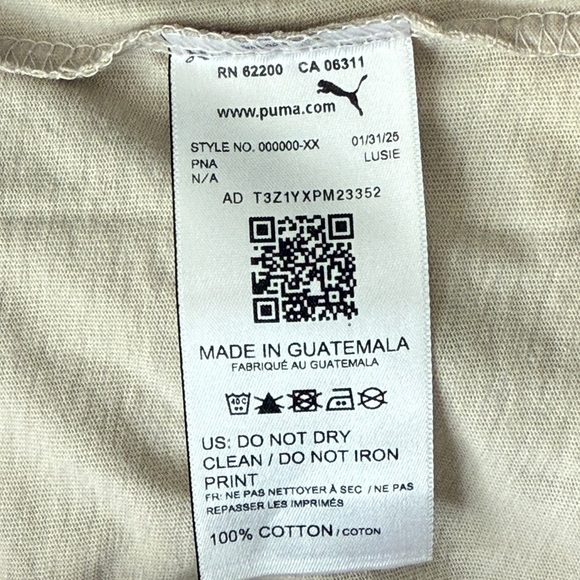 RN 62200 CA 06311
www.puma.com
STYLE NO. 000000-XX 01/31/25
PNA LUSIE
N/A
AD T3Z1YXPM23352
MADE IN GUATEMALA
FABRIQUÉ AU GUATEMALA
40C
US: DO NOT DRY
CLEAN / DO NOT IRON
PRINT
FR: NE PAS NETTOYER À SEC / NE PAS
REPASSER LES IMPRIMÉS
100% COTTON / COTON